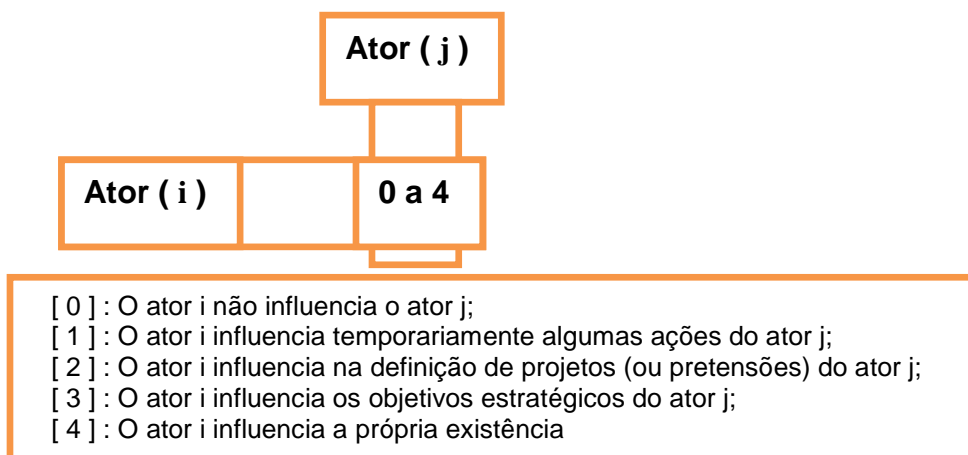 Ator ( j )
Ator ( i )
0 a 4
[ 0 ] : O ator i não influencia o ator j;
[ 1 ] : O ator i influencia temporariamente algumas ações do ator j;
[ 2 ] : O ator i influencia na definição de projetos (ou pretensões) do ator j;
[ 3 ] : O ator i influencia os objetivos estratégicos do ator j;
[ 4 ] : O ator i influencia a própria existência